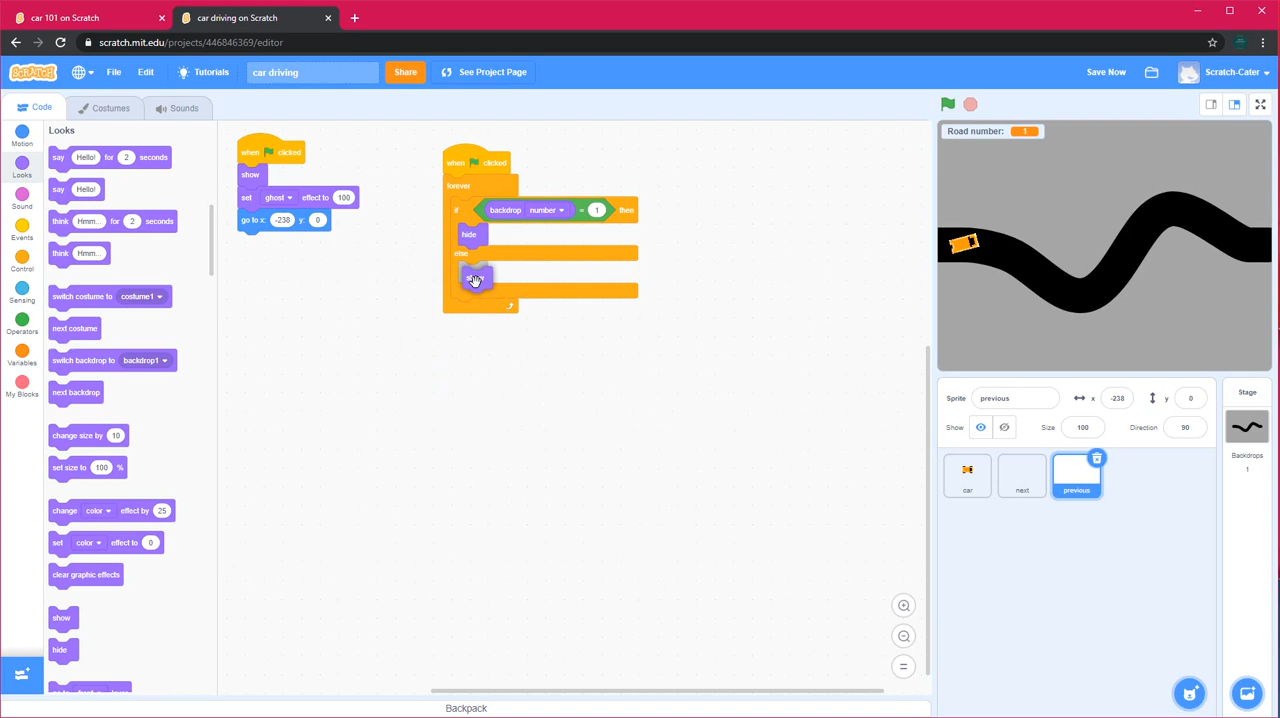 car 101 on Scratch
car driving on Scratch
scratch.mit.edu/projects/446846369/editor
SCRATCH
File
Edit
Tutorials
car driving
Share
See Project Page
Save Now
Scratch-Cater
Code
Costumes
Sounds
Motion
Looks
Sound
Events
Control
Sensing
Operators
Variables
My Blocks
Looks
say Hello! for 2 seconds
say Hello!
think Hmm... for 2 seconds
think Hmm...
switch costume to costume1
next costume
switch backdrop to backdrop1
next backdrop
change size by 10
set size to 100 %
change color effect by 25
set color effect to 0
clear graphic effects
show
hide
when clicked
show
set ghost effect to 100
go to x: -238 y: 0
when clicked
forever
if backdrop number = 1 then
hide
else
Road number: 1
Sprite previous x -238 y 0
Show Size 100 Direction 90
car
next
previous
Stage
Backdrops
1
Backpack